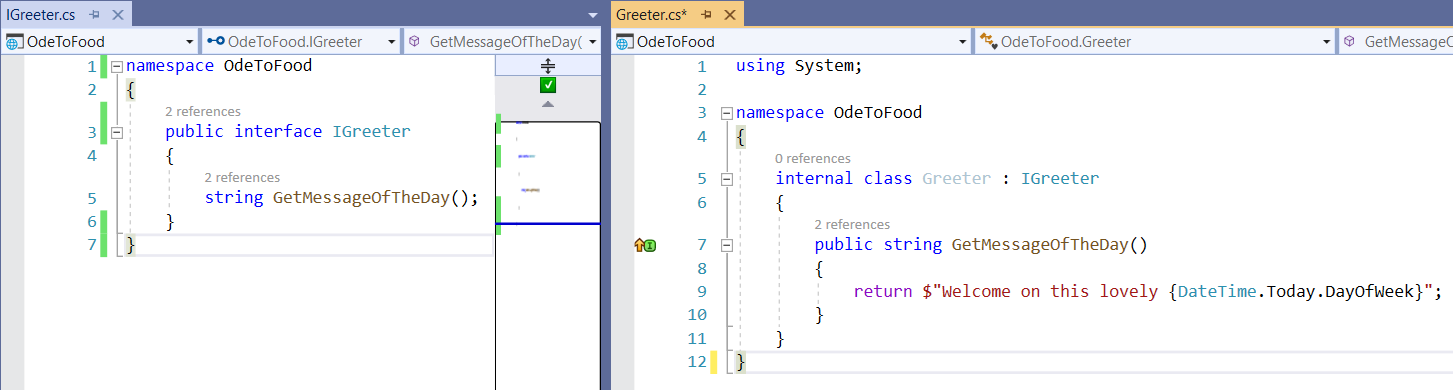 IGreeter.cs
OdeToFood
OdeToFood.IGreeter
GetMessageOfTheDay(
1 namespace OdeToFood
2 {
2 references
3 public interface IGreeter
4 {
2 references
5 string GetMessageOfTheDay();
6 }
7 }
Greeter.cs*
OdeToFood
OdeToFood.Greeter
GetMessageO
1 using System;
2
3 namespace OdeToFood
4 {
0 references
5 internal class Greeter : IGreeter
6 {
2 references
7 public string GetMessageOfTheDay()
8 {
9 return $"Welcome on this lovely {DateTime.Today.DayOfWeek}";
10 }
11 }
12 }